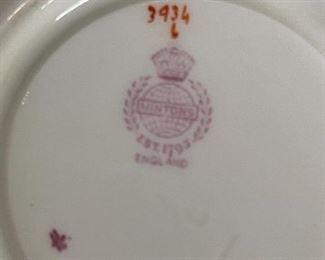 3934
6
MINTONS
EST. 1793
ENGLAND